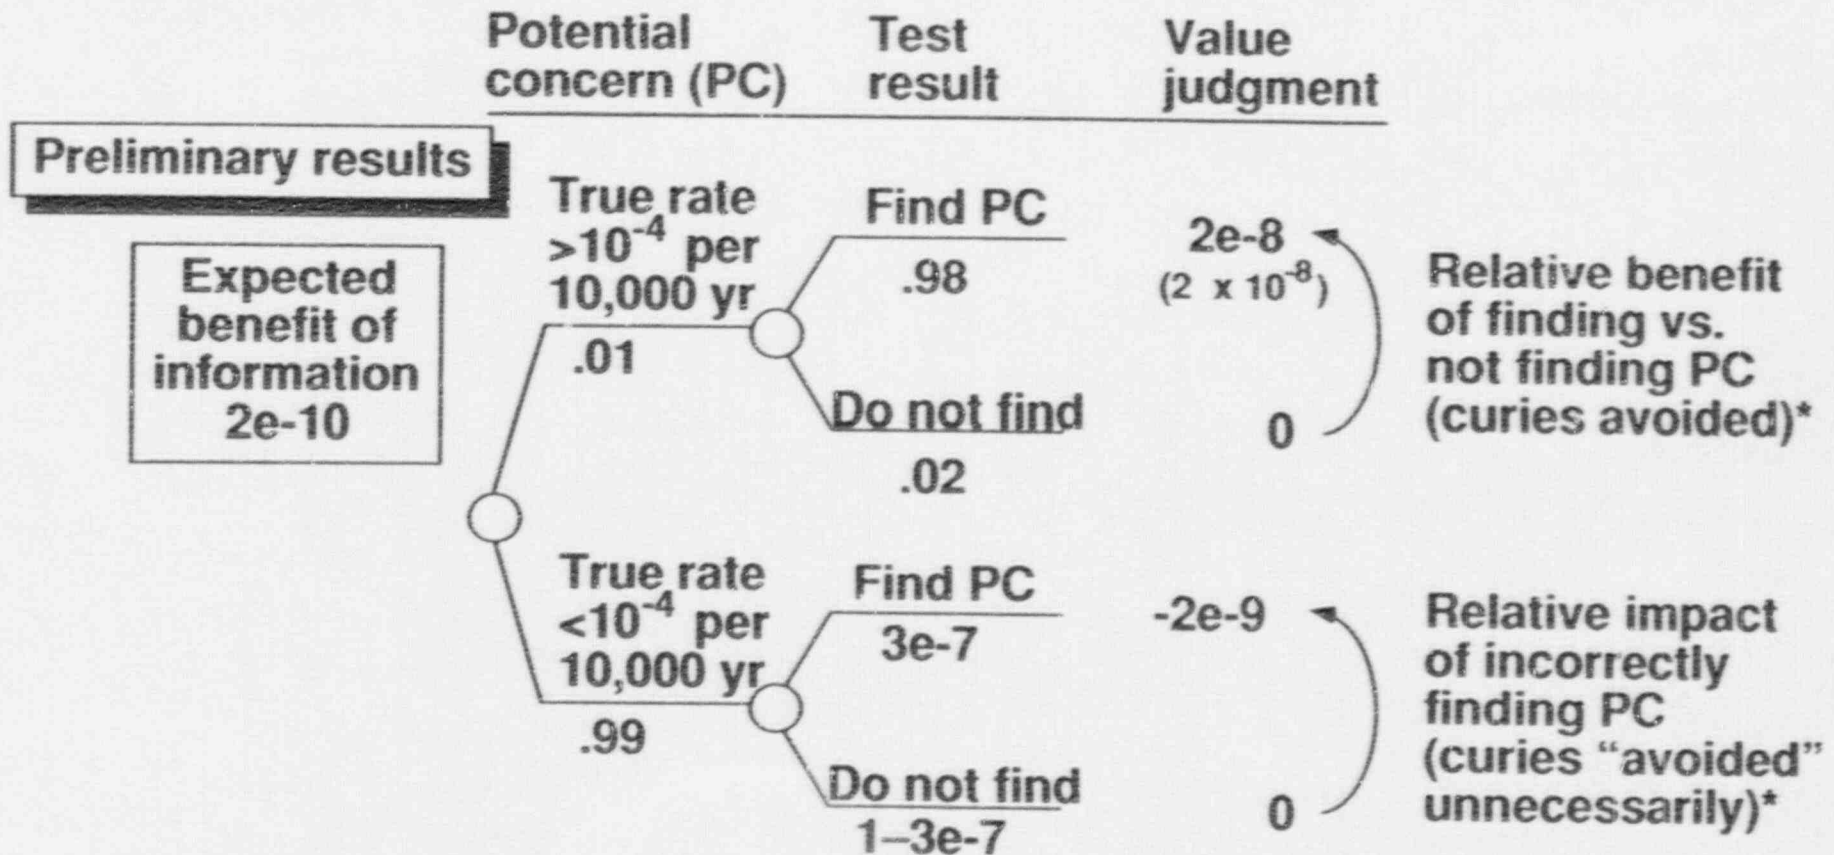 Potential
concern (PC)
Test
result
Value
judgment
Preliminary results
Expected
benefit of
information
2e-10
True rate
>10⁻⁴ per
10,000 yr
.01
Find PC
.98
Do not find
.02
2e-8
(2 x 10⁻⁸)
0
Relative benefit
of finding vs.
not finding PC
(curies avoided)*
True rate
<10⁻⁴ per
10,000 yr
.99
Find PC
3e-7
Do not find
1–3e-7
-2e-9
0
Relative impact
of incorrectly
finding PC
(curies “avoided”
unnecessarily)*